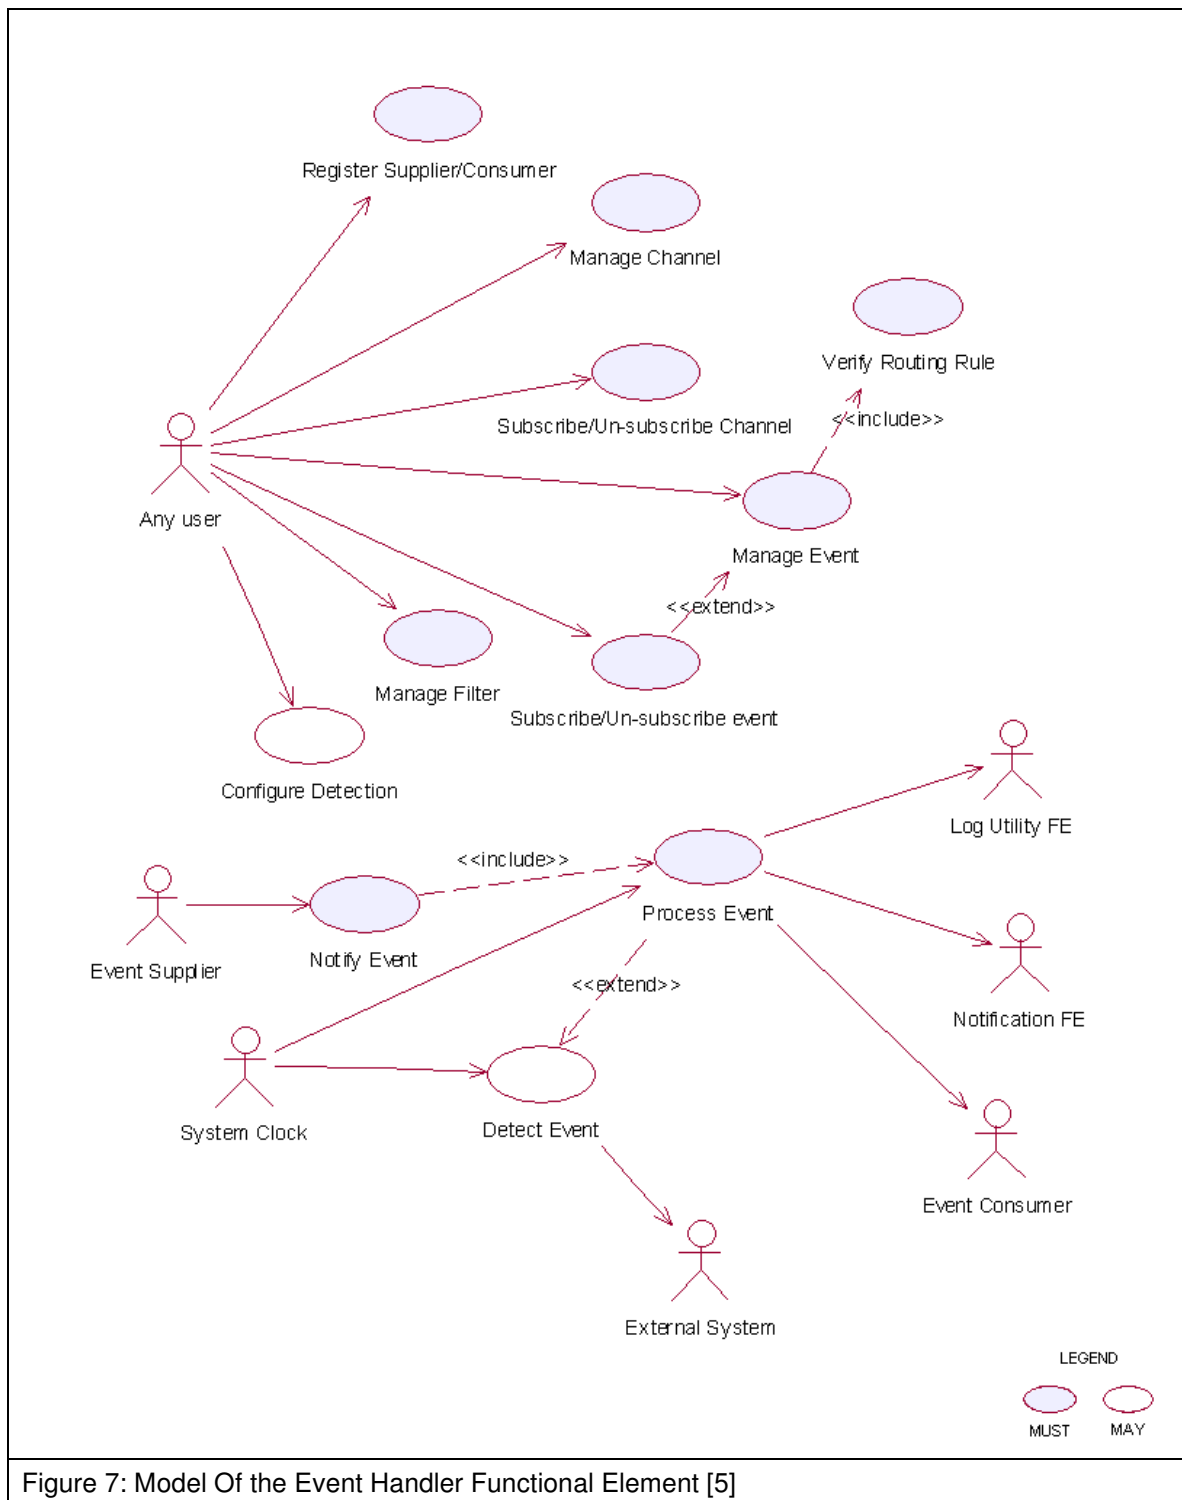 Register Supplier/Consumer
Manage Channel
Verify Routing Rule
Subscribe/Un-subscribe Channel
<<include>>
Any user
Manage Event
<<extend>>
Manage Filter
Subscribe/Un-subscribe event
Configure Detection
Log Utility FE
<<include>>
Process Event
Event Supplier
Notify Event
<<extend>>
Notification FE
System Clock
Detect Event
Event Consumer
External System
LEGEND
MUST
MAY
Figure 7: Model Of the Event Handler Functional Element [5]